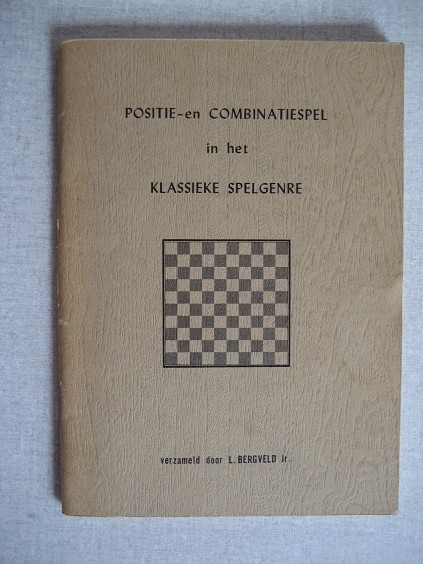 POSITIE-en COMBINATIESPEL
in het
KLASSIEKE SPELGENRE
verzameld door L. BERGVELD Jr.